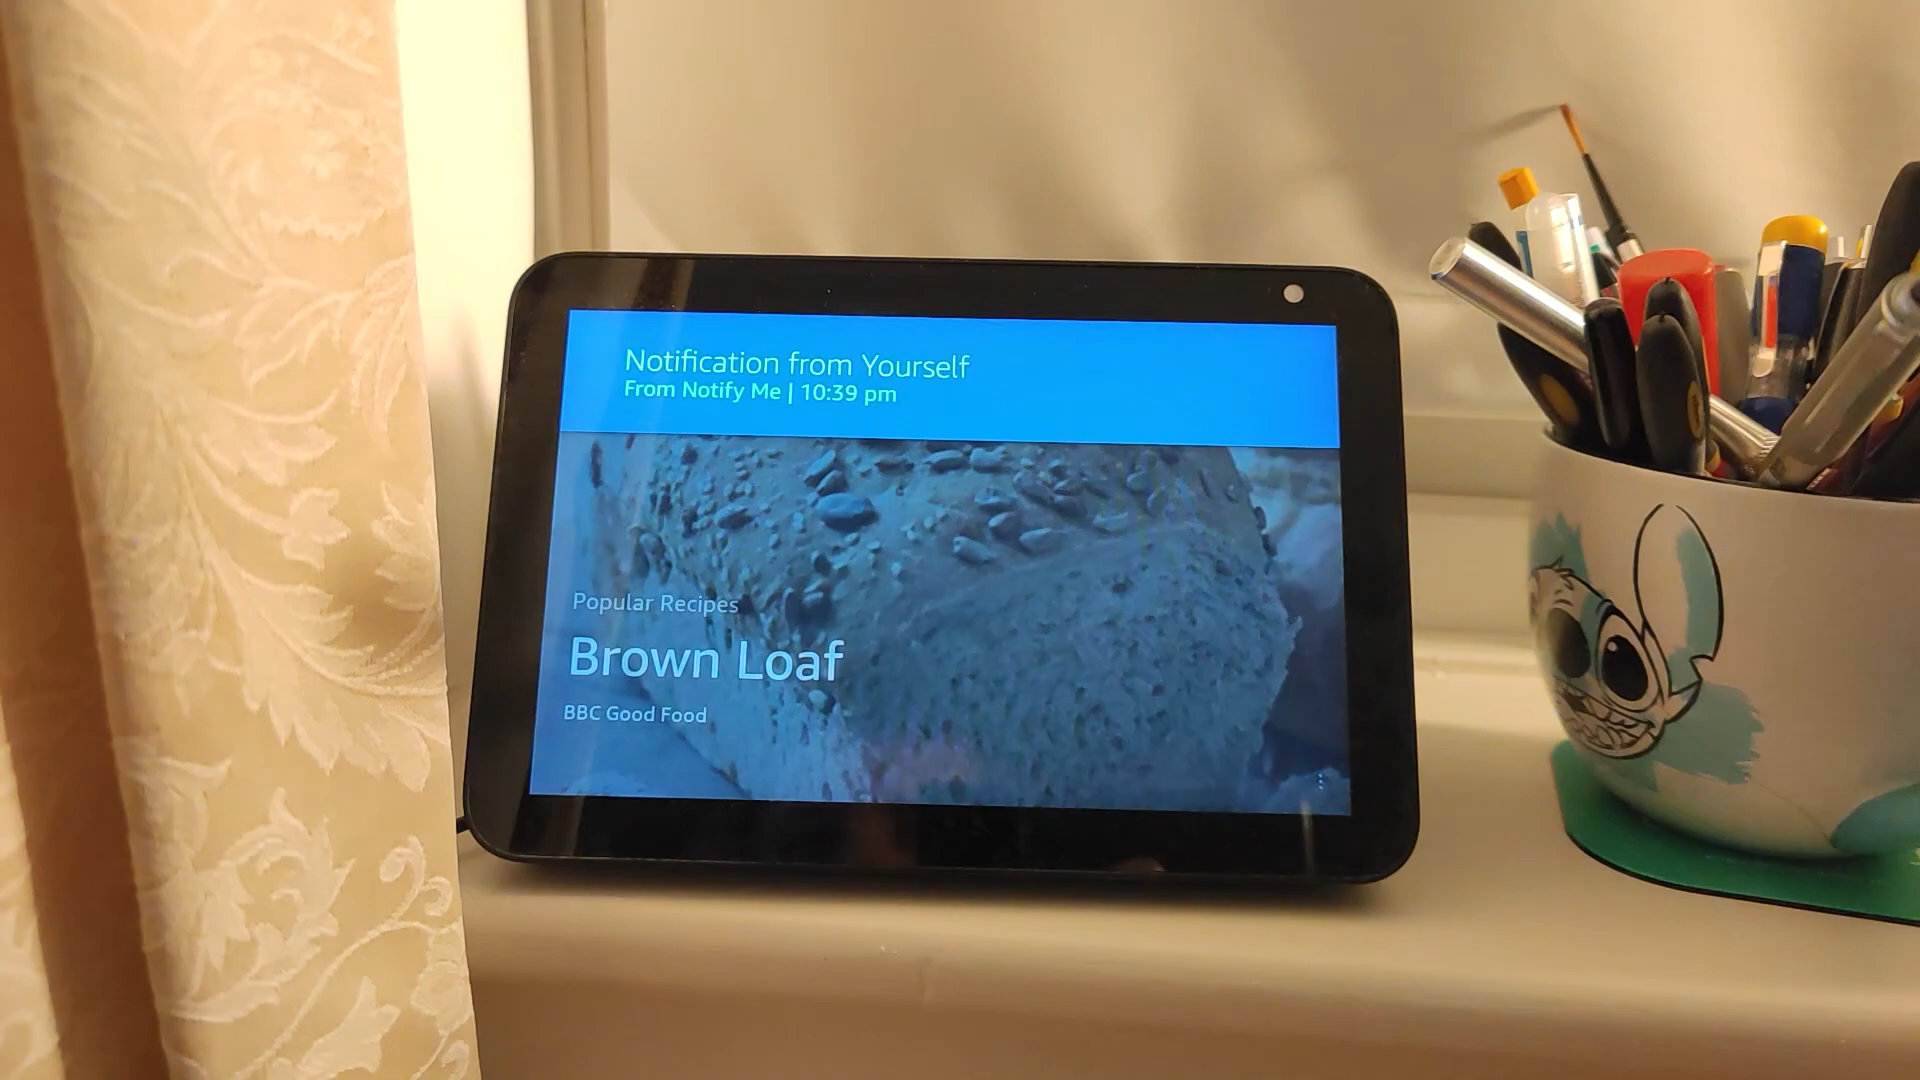 Notification from Yourself
From Notify Me | 10:39 pm
Popular Recipes
Brown Loaf
BBC Good Food